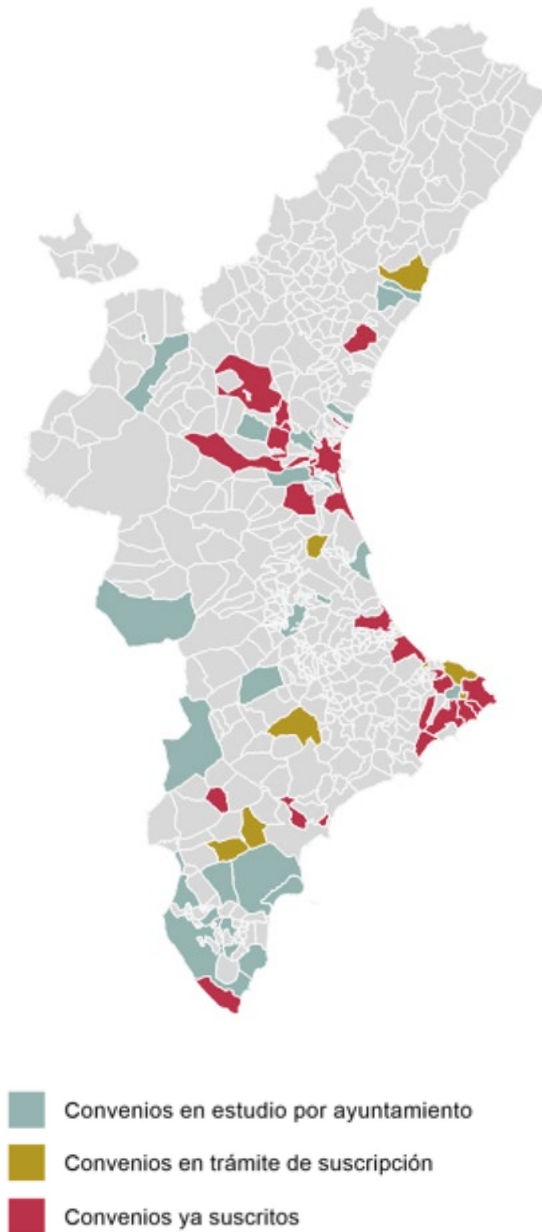 Convenios en estudio por ayuntamiento
Convenios en trámite de suscripción
Convenios ya suscritos